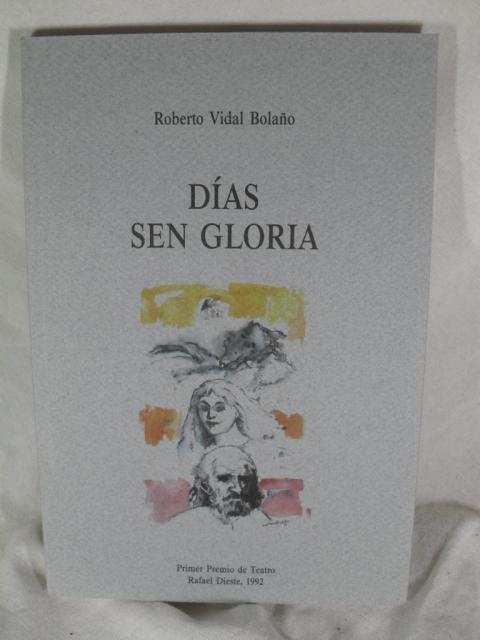 Roberto Vidal Bolaño
DÍAS
SEN GLORIA
Primer Premio de Teatro
Rafael Dieste, 1992